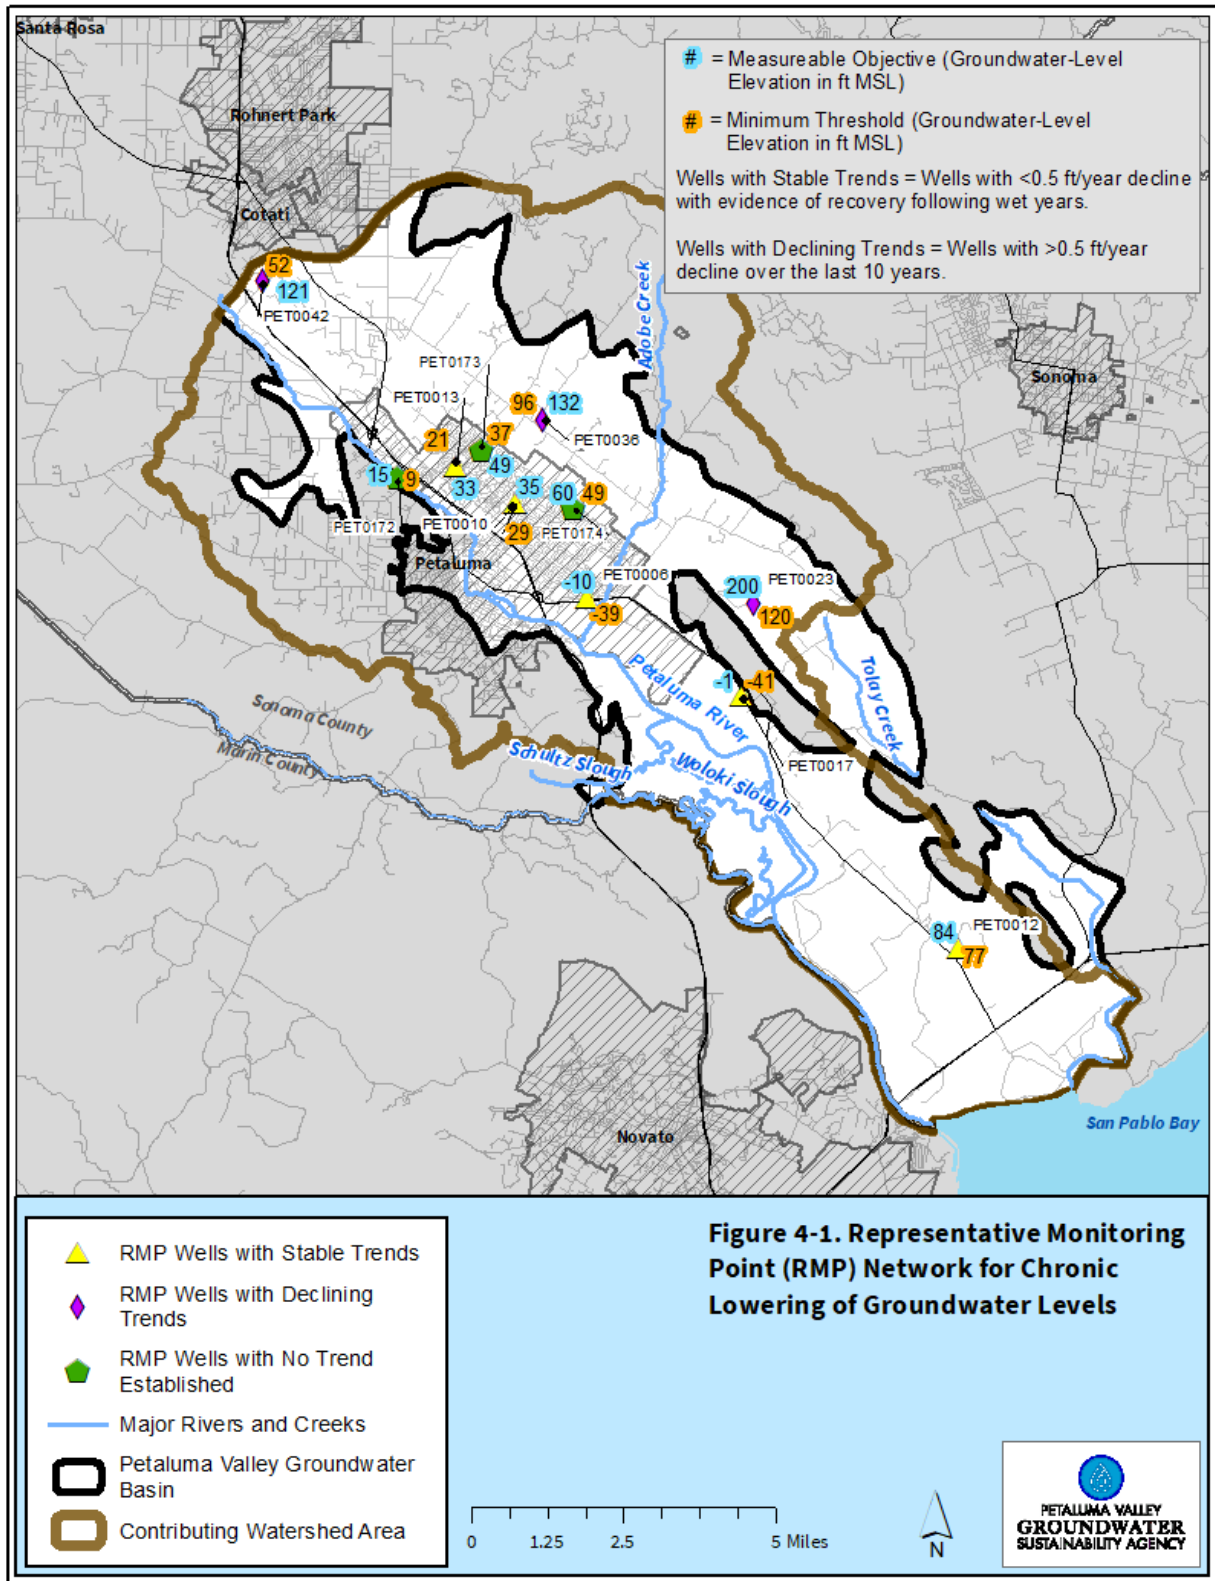 Santa Rosa
Rohnert Park
Cotati
# = Measureable Objective (Groundwater-Level
Elevation in ft MSL)
# = Minimum Threshold (Groundwater-Level
Elevation in ft MSL)
Wells with Stable Trends = Wells with <0.5 ft/year decline
with evidence of recovery following wet years.
Wells with Declining Trends = Wells with >0.5 ft/year
decline over the last 10 years.
52
121
PET0042
Adobe Creek
PET0173
PET0013
Sonoma
96 132
PET0036
21
37
49
33
15 9
35
60 49
PET0172
PET0010
29
PET0174
Petaluma
-10
PET0006
-39
200
PET0023
120
-1 -41
Petaluma River
Tolay Creek
PET0017
Sonoma County
Marin County
Schultz Slough
Woloki Slough
84
PET0012
77
Novato
San Pablo Bay
RMP Wells with Stable Trends
RMP Wells with Declining
Trends
RMP Wells with No Trend
Established
Major Rivers and Creeks
Petaluma Valley Groundwater
Basin
Contributing Watershed Area
Figure 4-1. Representative Monitoring
Point (RMP) Network for Chronic
Lowering of Groundwater Levels
0 1.25 2.5 5 Miles
N
PETALUMA VALLEY
GROUNDWATER
SUSTAINABILITY AGENCY